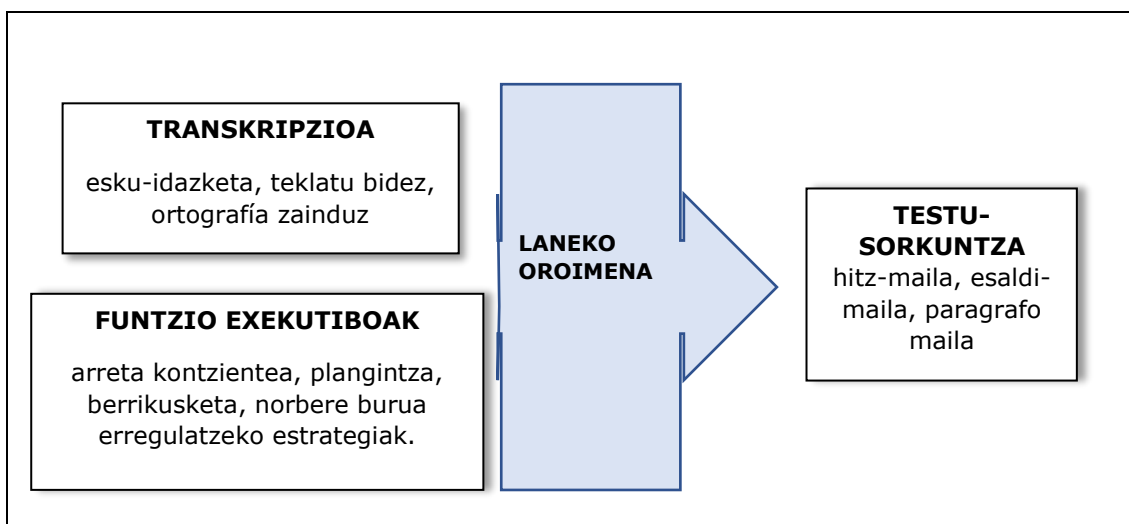 TRANSKRIPZIOA
esku-idazketa, teklatu bidez,
ortografía zainduz
FUNTZIO EXEKUTIBOAK
arreta kontzientea, plangintza,
berrikusketa, norbere burua
erregulatzeko estrategiak.
LANEKO
OROIMENA
TESTU-
SORKUNTZA
hitz-maila, esaldi-
maila, paragrafo
maila